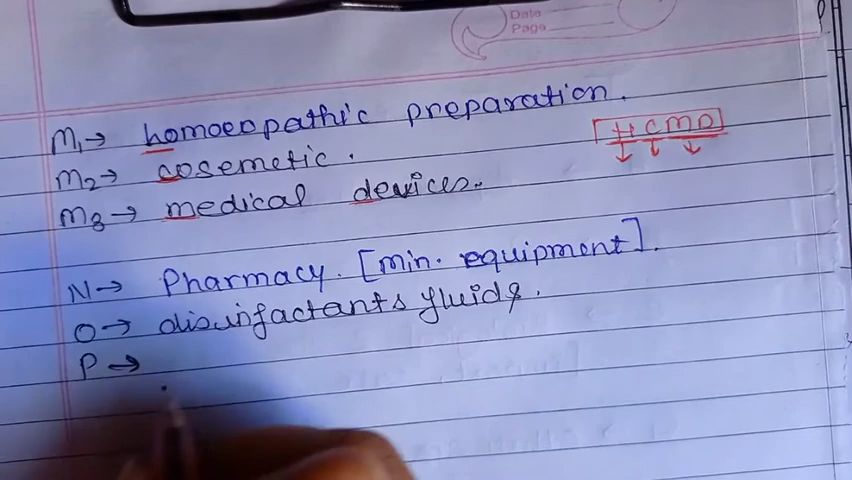 Date
Page
M₁→ homoeopathic preparation.
HCMD
M₂→ cosemetic.
M₃→ medical devices.
N→ Pharmacy. [min. equipment].
O→ disinfactants fluids.
P→